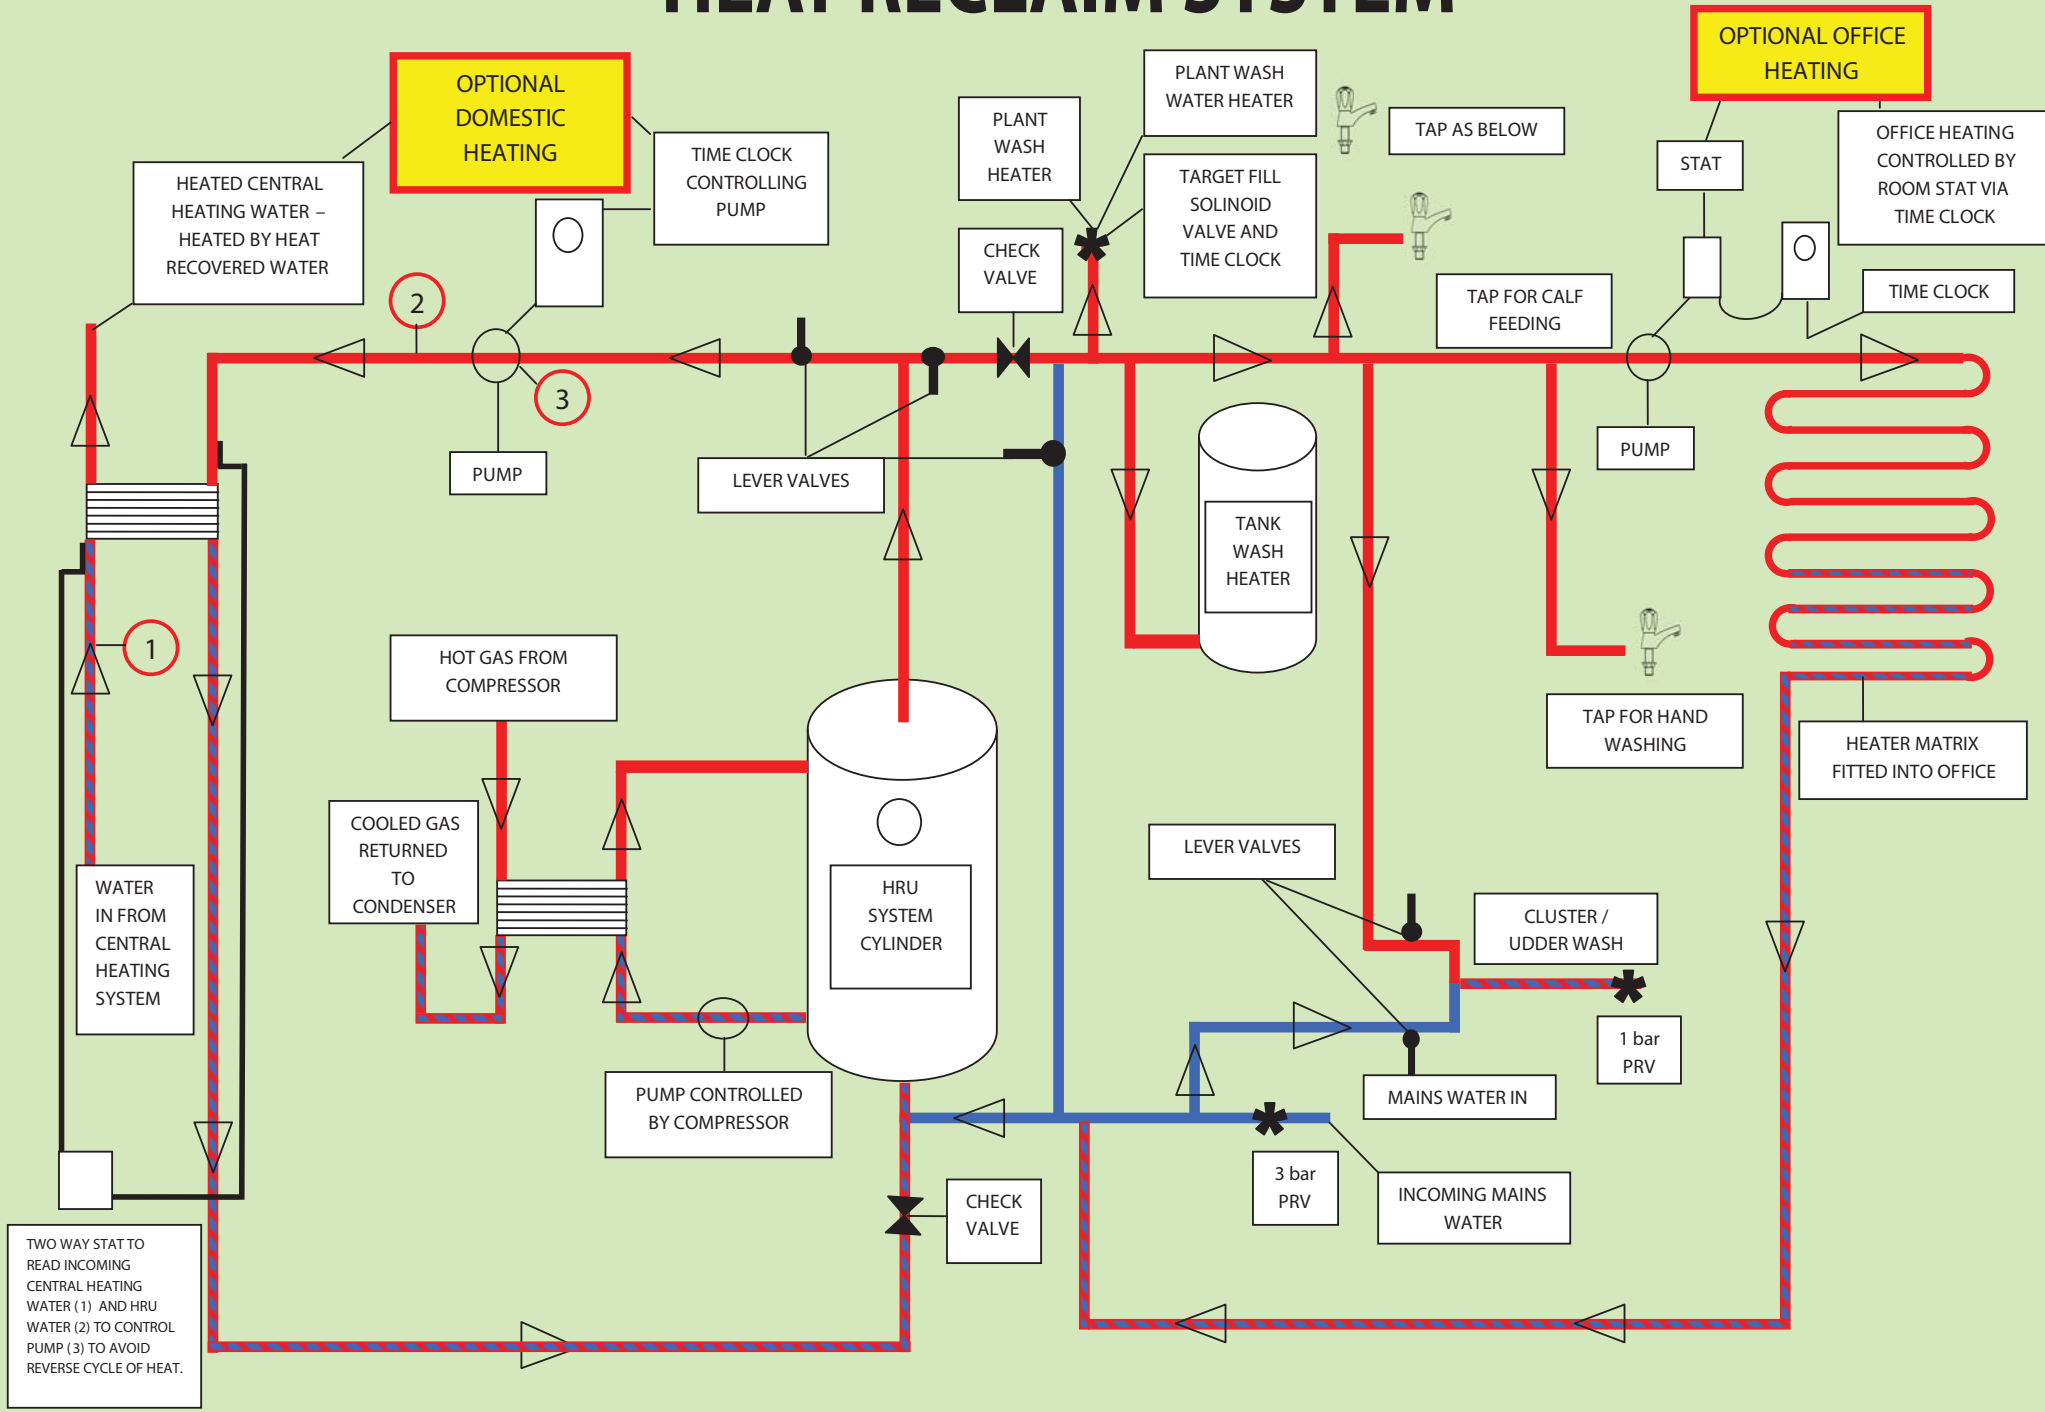 HEAT RECLAIM SYSTEM
OPTIONAL
DOMESTIC
HEATING
HEATED CENTRAL
HEATING WATER –
HEATED BY HEAT
RECOVERED WATER
TIME CLOCK
CONTROLLING
PUMP
PLANT
WASH
HEATER
PLANT WASH
WATER HEATER
TARGET FILL
SOLINOID
VALVE AND
TIME CLOCK
TAP AS BELOW
OPTIONAL OFFICE
HEATING
STAT
OFFICE HEATING
CONTROLLED BY
ROOM STAT VIA
TIME CLOCK
CHECK
VALVE
TAP FOR CALF
FEEDING
TIME CLOCK
2
3
PUMP
LEVER VALVES
PUMP
TANK
WASH
HEATER
1
HOT GAS FROM
COMPRESSOR
TAP FOR HAND
WASHING
HEATER MATRIX
FITTED INTO OFFICE
COOLED GAS
RETURNED
TO
CONDENSER
WATER
IN FROM
CENTRAL
HEATING
SYSTEM
HRU
SYSTEM
CYLINDER
LEVER VALVES
CLUSTER /
UDDER WASH
1 bar
PRV
PUMP CONTROLLED
BY COMPRESSOR
MAINS WATER IN
3 bar
PRV
INCOMING MAINS
WATER
CHECK
VALVE
TWO WAY STAT TO
READ INCOMING
CENTRAL HEATING
WATER (1) AND HRU
WATER (2) TO CONTROL
PUMP (3) TO AVOID
REVERSE CYCLE OF HEAT.